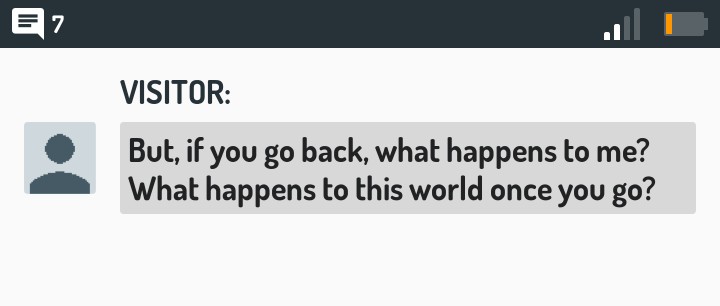 7
VISITOR:
But, if you go back, what happens to me?
What happens to this world once you go?